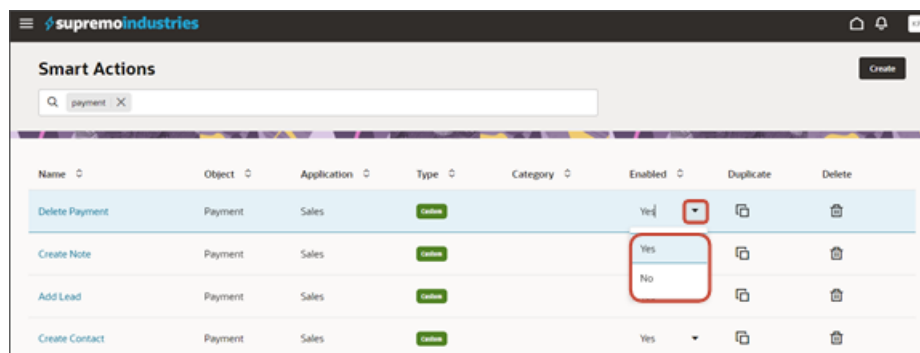 supremoindustries
Smart Actions
Create
payment
Name Object Application Type Category Enabled Duplicate Delete
Delete Payment Payment Sales Custom Yes
Create Note Payment Sales Custom Yes
Add Lead Payment Sales Custom No
Create Contact Payment Sales Custom Yes